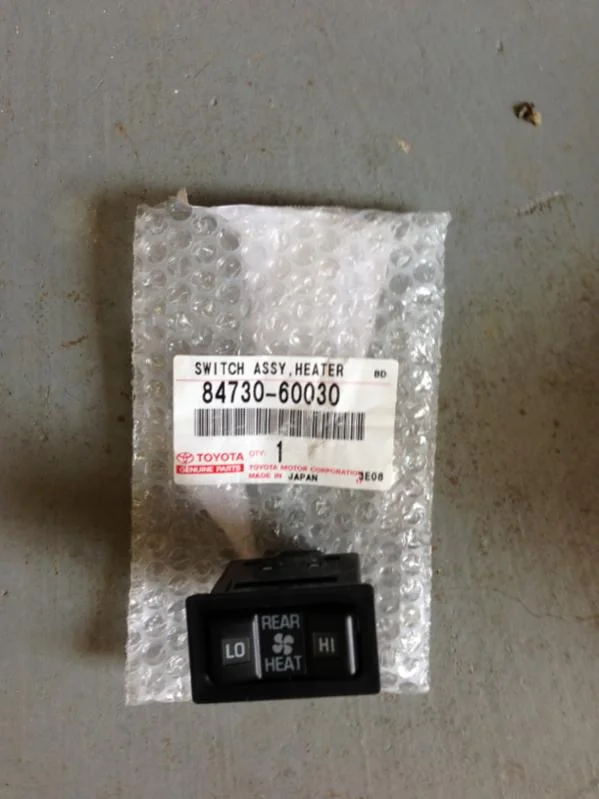 SWITCH ASSY,HEATER BD
84730-60030
TOYOTA QTY. 1
GENUINE PARTS TOYOTA MOTOR CORPORATION
MADE IN JAPAN 3E08
REAR
LO HI
HEAT